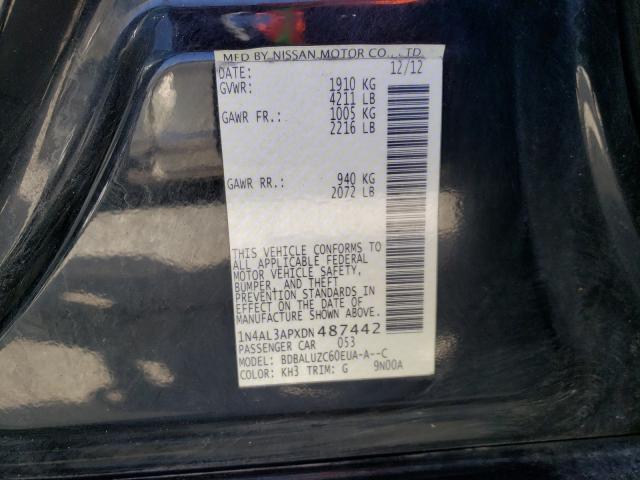 MFD BY NISSAN MOTOR CO.,LTD.
DATE: 12/12
GVWR: 1910 KG
4211 LB
GAWR FR.: 1005 KG
2216 LB
GAWR RR.: 940 KG
2072 LB
THIS VEHICLE CONFORMS TO
ALL APPLICABLE FEDERAL
MOTOR VEHICLE SAFETY,
BUMPER, AND THEFT
PREVENTION STANDARDS IN
EFFECT ON THE DATE OF
MANUFACTURE SHOWN ABOVE.
1N4AL3APXDN487442
PASSENGER CAR 053
MODEL: BDBALUZC60EUA-A--C
COLOR: KH3 TRIM: G 9N00A